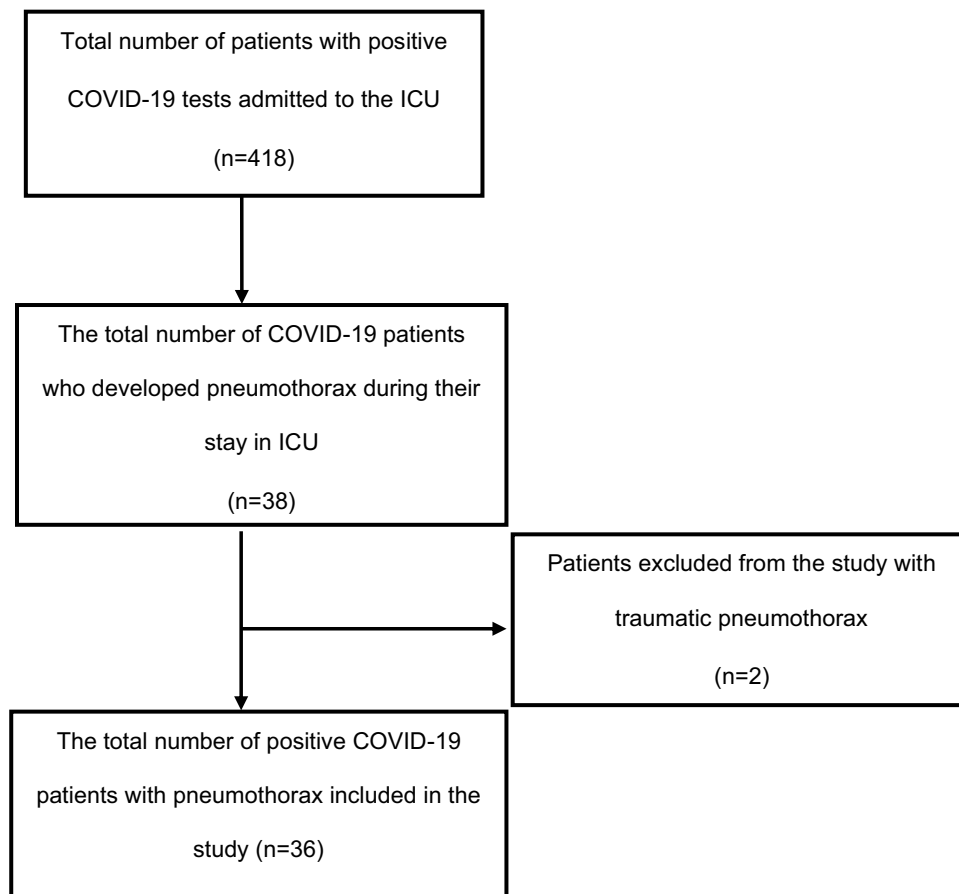 Total number of patients with positive
COVID-19 tests admitted to the ICU
(n=418)
The total number of COVID-19 patients
who developed pneumothorax during their
stay in ICU
(n=38)
Patients excluded from the study with
traumatic pneumothorax
(n=2)
The total number of positive COVID-19
patients with pneumothorax included in the
study (n=36)